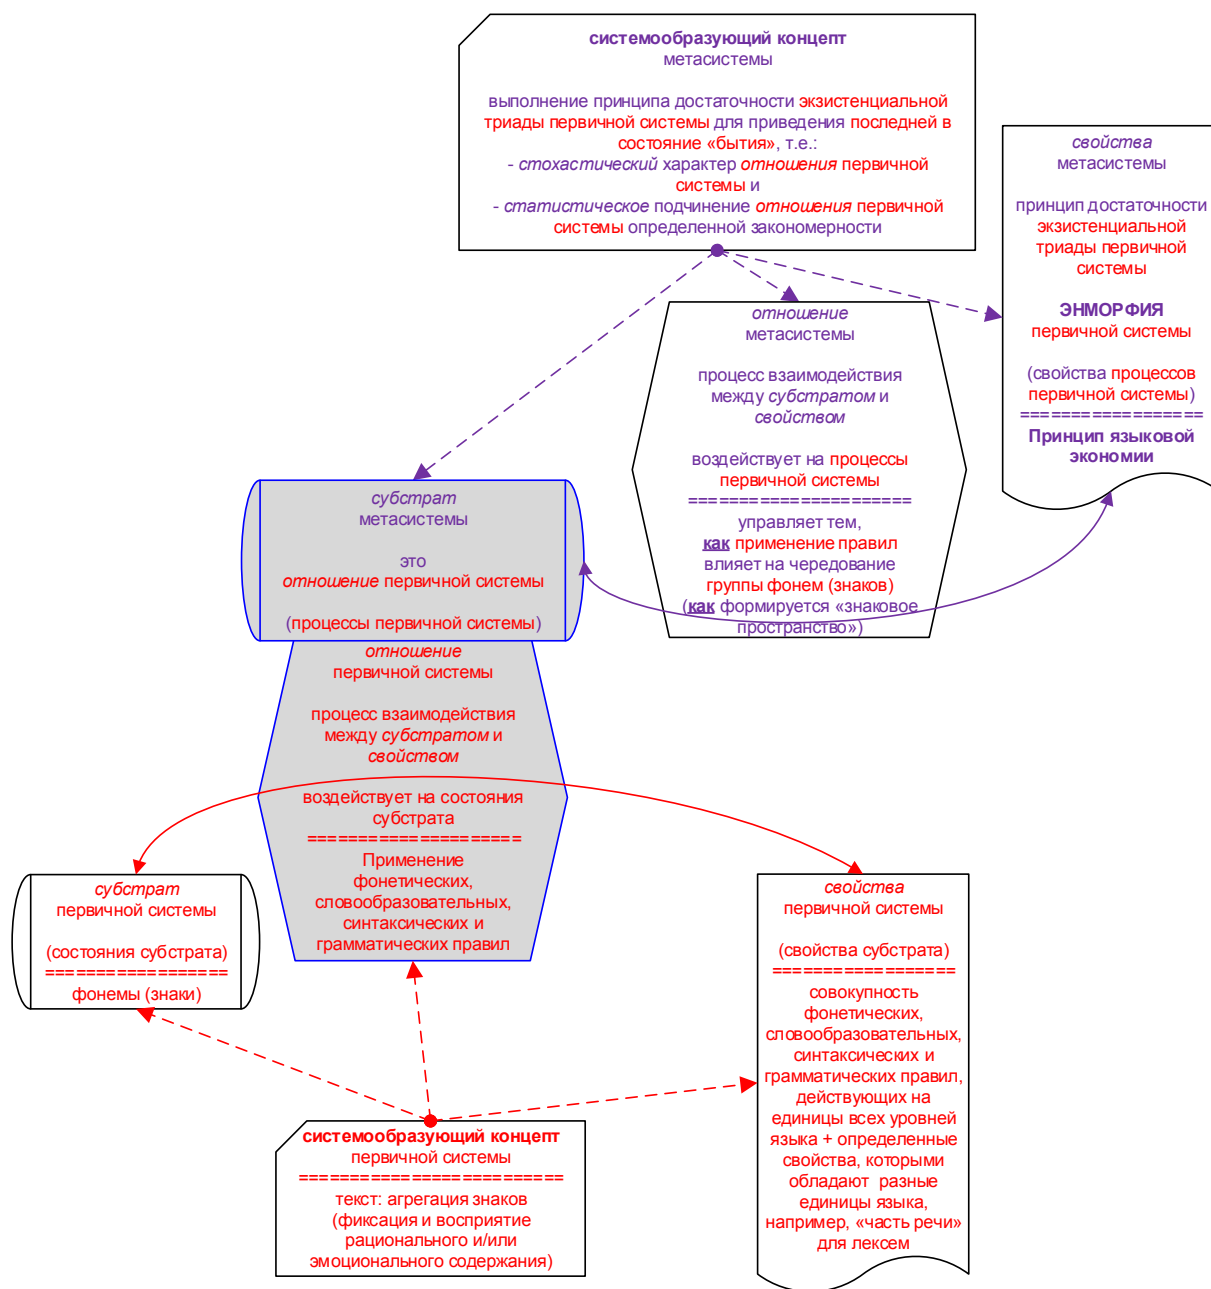 системообразующий концепт
метасистемы
выполнение принципа достаточности экзистенциальной
триады первичной системы для приведения последней в
состояние «бытия», т.е.:
- стохастический характер отношения первичной
системы и
- статистическое подчинение отношения первичной
системы определенной закономерности
свойства
метасистемы
принцип достаточности
экзистенциальной
триады первичной
системы
ЭНМОРФИЯ
первичной системы
(свойства процессов
первичной системы)
==================
Принцип языковой
экономии
отношение
метасистемы
процесс взаимодействия
между субстратом и
свойством
воздействует на процессы
первичной системы
======================
управляет тем,
как применение правил
влияет на чередование
группы фонем (знаков)
(как формируется «знаковое
пространство»)
субстрат
метасистемы
это
отношение первичной системы
(процессы первичной системы)
отношение
первичной системы
процесс взаимодействия
между субстратом и
свойством
воздействует на состояния
субстрата
=====================
Применение
фонетических,
словообразовательных,
синтаксических и
грамматических правил
субстрат
первичной системы
(состояния субстрата)
==================
фонемы (знаки)
свойства
первичной системы
(свойства субстрата)
==================
совокупность
фонетических,
словообразовательных,
синтаксических и
грамматических правил,
действующих на
единицы всех уровней
языка + определенные
свойства, которыми
обладают разные
единицы языка,
например, «часть речи»
для лексем
системообразующий концепт
первичной системы
==========================
текст: агрегация знаков
(фиксация и восприятие
рационального и/или
эмоционального содержания)